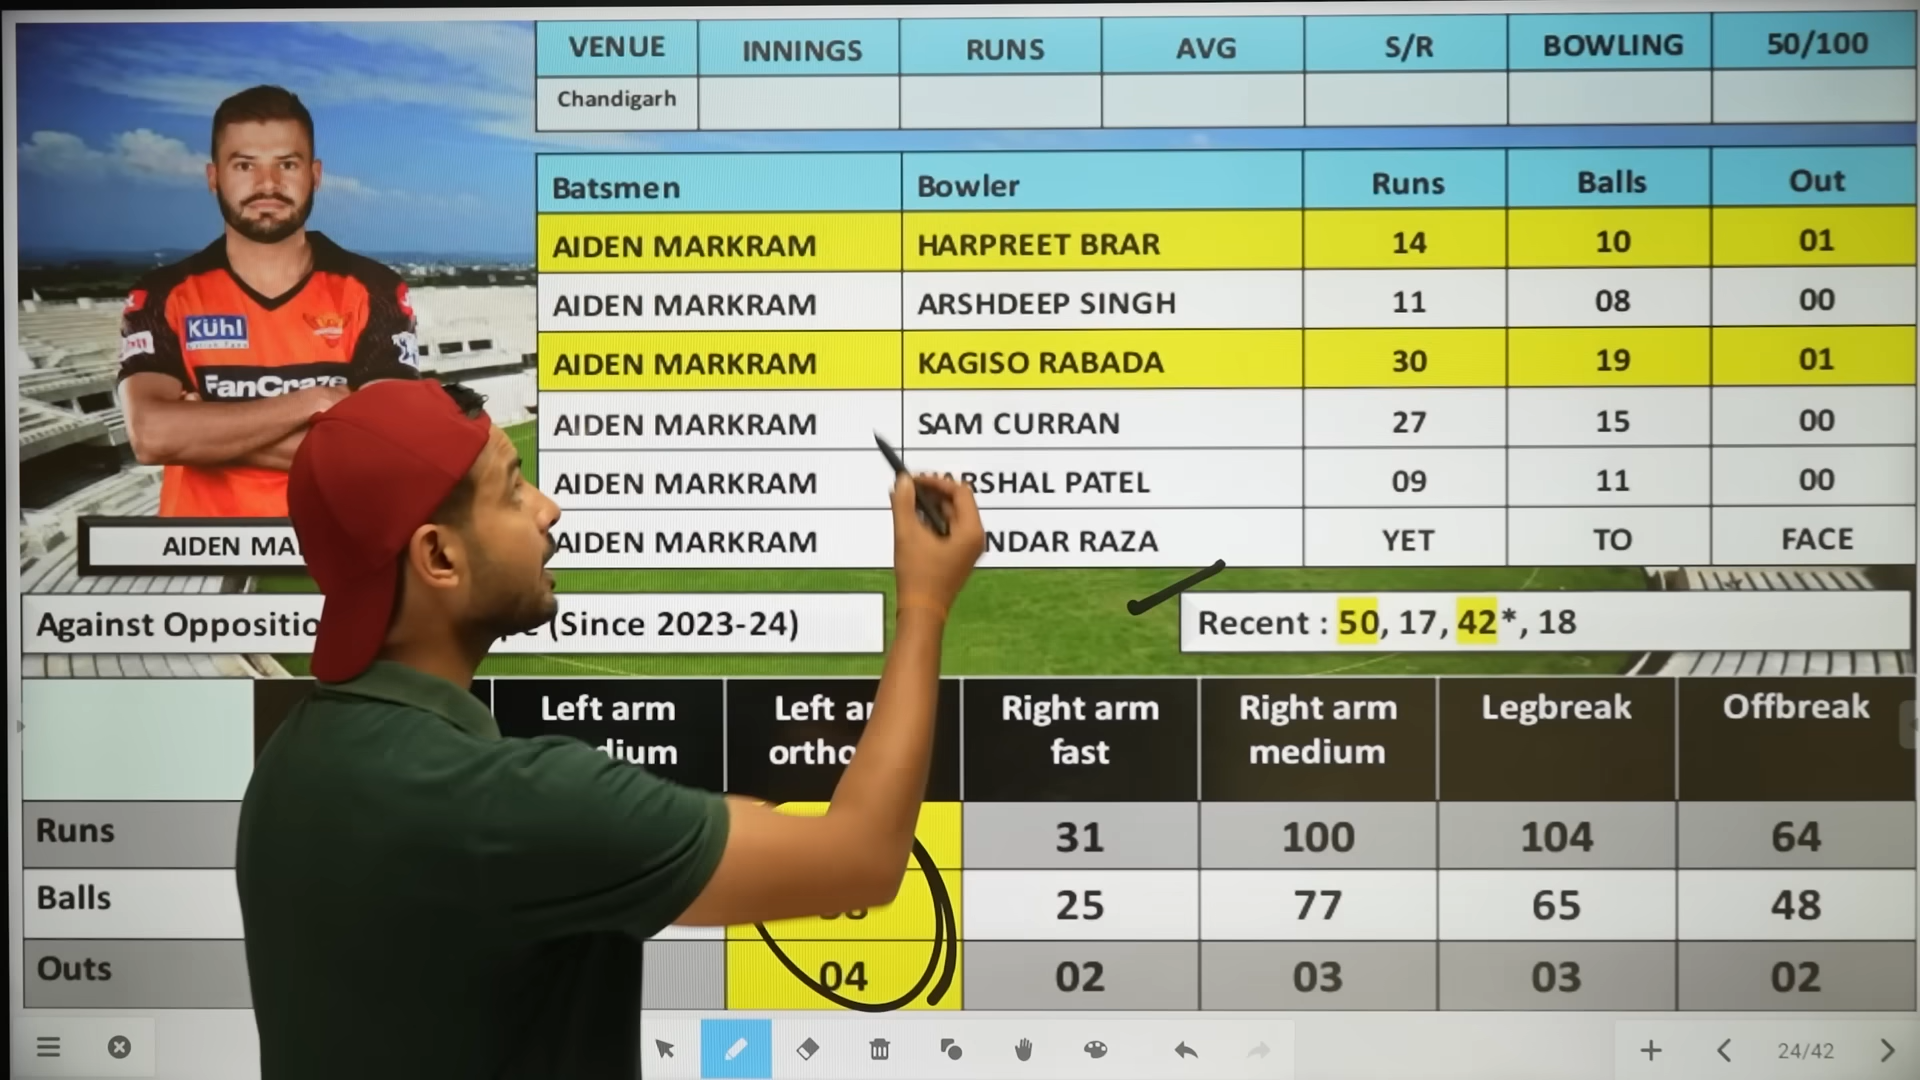 VENUE INNINGS RUNS AVG S/R BOWLING 50/100
Chandigarh
Batsmen Bowler Runs Balls Out
AIDEN MARKRAM HARPREET BRAR 14 10 01
AIDEN MARKRAM ARSHDEEP SINGH 11 08 00
AIDEN MARKRAM KAGISO RABADA 30 19 01
AIDEN MARKRAM SAM CURRAN 27 15 00
AIDEN MARKRAM PATEL 09 11 00
AIDEN MARKRAM RAZA YET TO FACE
Kühl
FanCraze
AIDEN
Against (Since 2023-24)
Recent : 50, 17, 42*, 18
Left arm Left Right arm Right arm Legbreak Offbreak
fast medium
Runs 31 100 104 64
Balls 25 77 65 48
Outs 04 02 03 03 02
24/42